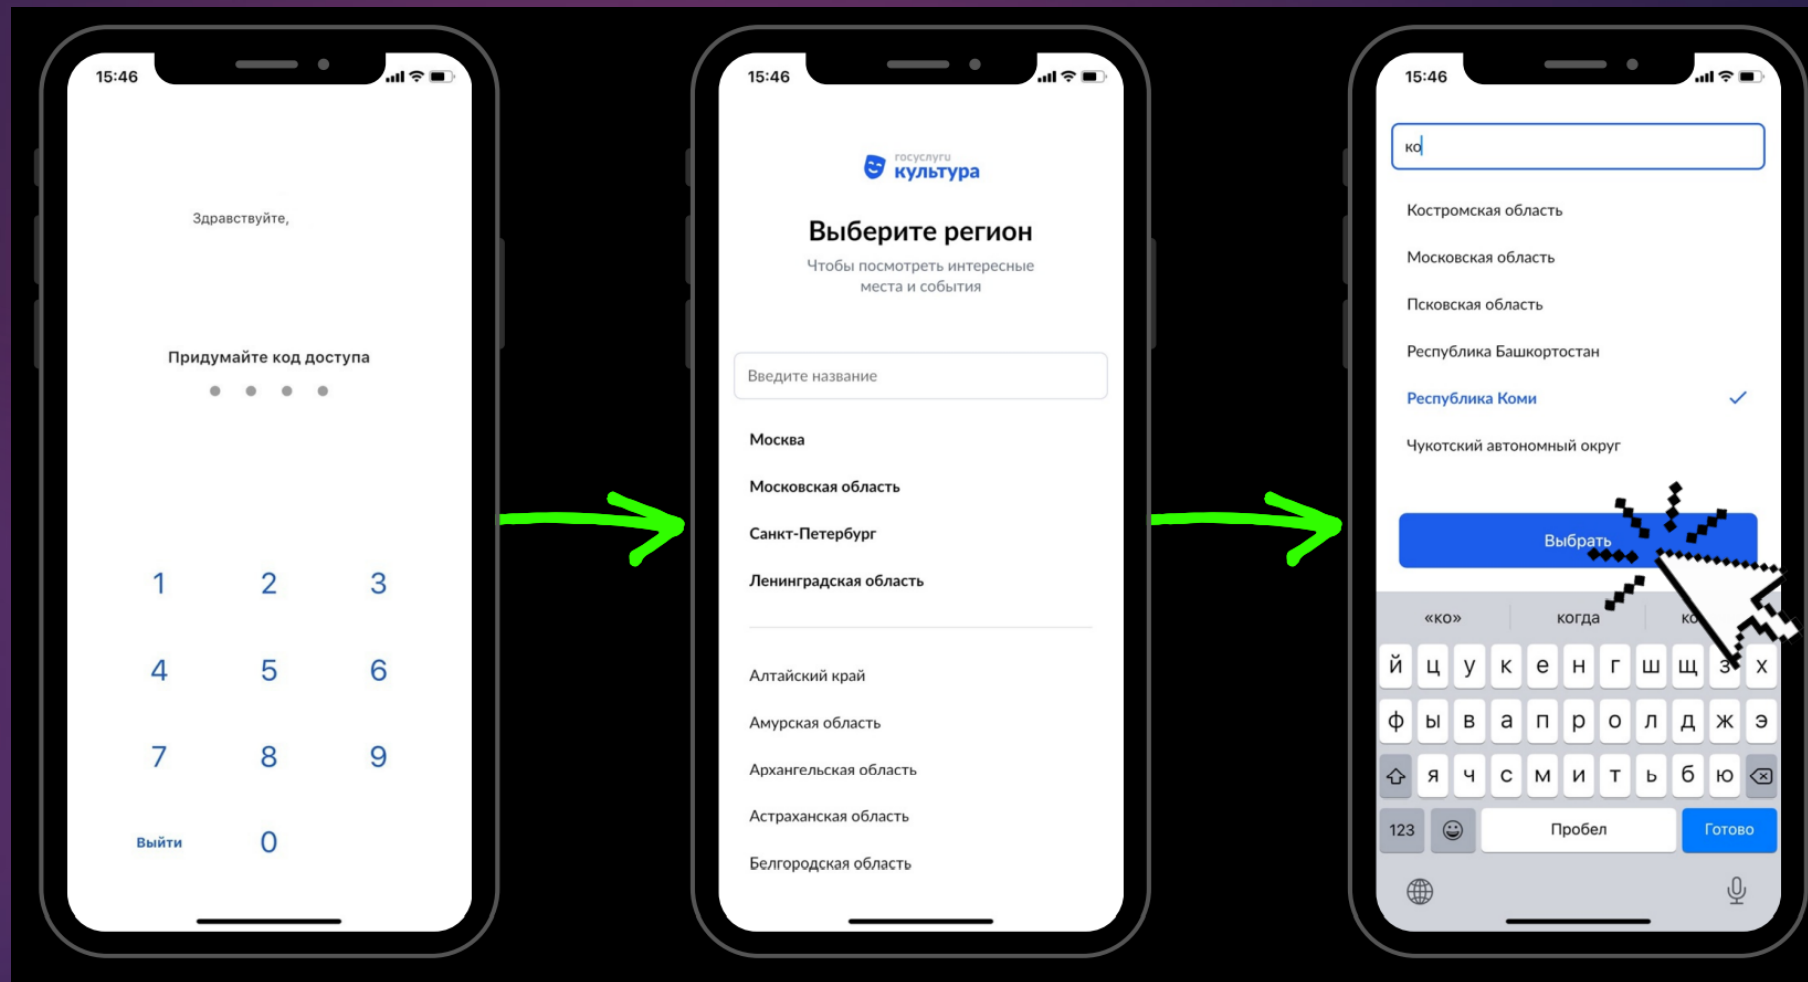 15:46
Здравствуйте,
Придумайте код доступа
1 2 3
4 5 6
7 8 9
Выйти 0
15:46
госуслуги
культура
Выберите регион
Чтобы посмотреть интересные
места и события
Введите название
Москва
Московская область
Санкт-Петербург
Ленинградская область
Алтайский край
Амурская область
Архангельская область
Астраханская область
Белгородская область
15:46
ко
Костромская область
Московская область
Псковская область
Республика Башкортостан
Республика Коми
Чукотский автономный округ
Выбрать
«ко» когда
й ц у к е н г ш щ з х
ф ы в а п р о л д ж э
я ч с м и т ь б ю
123 Пробел Готово